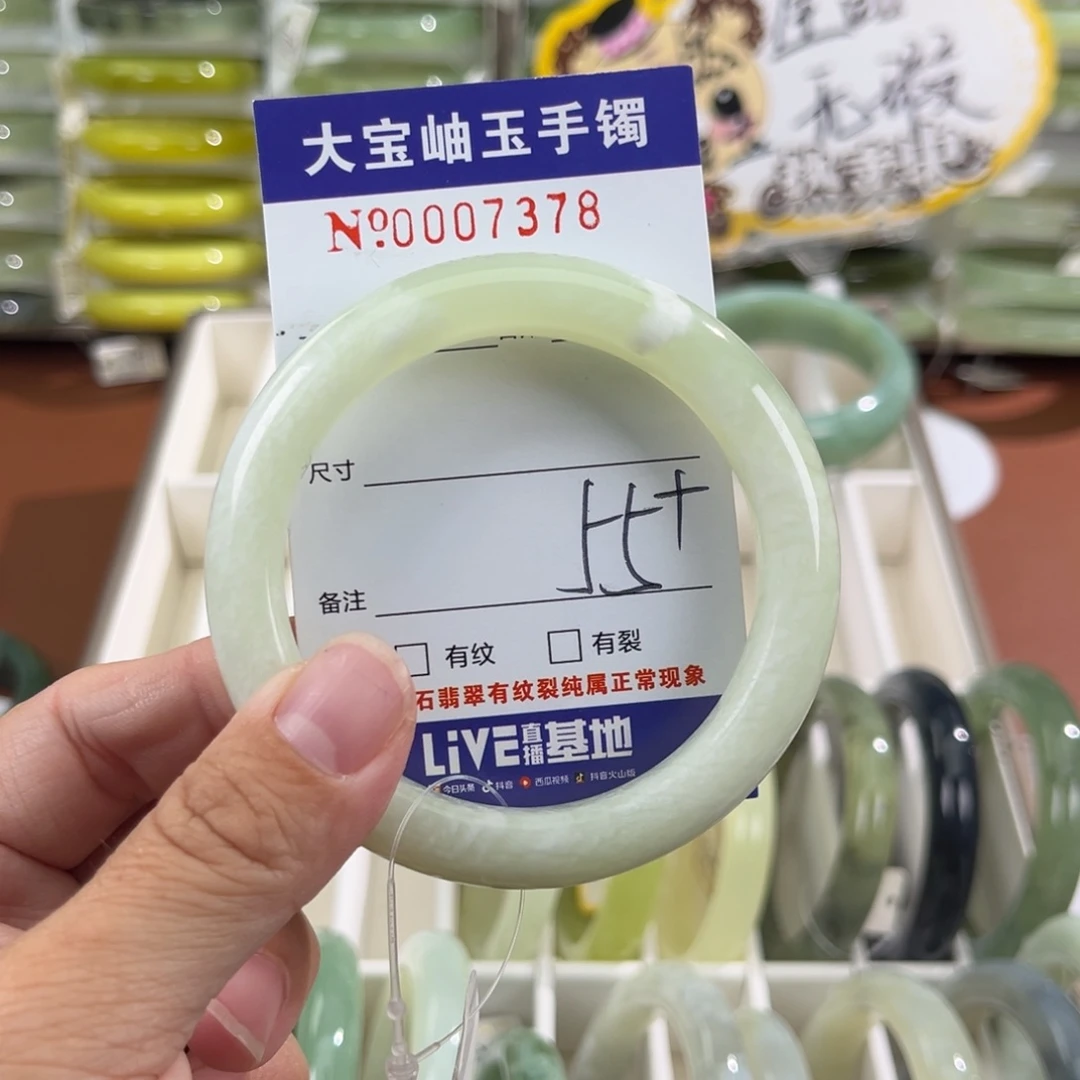 大宝岫玉手镯
№0007378
尺寸
55+
备注
□ 有纹 □ 有裂
石翡翠有纹裂纯属正常现象
LiVE直播基地
今日头条 抖音 西瓜视频 抖音火山版
无纹